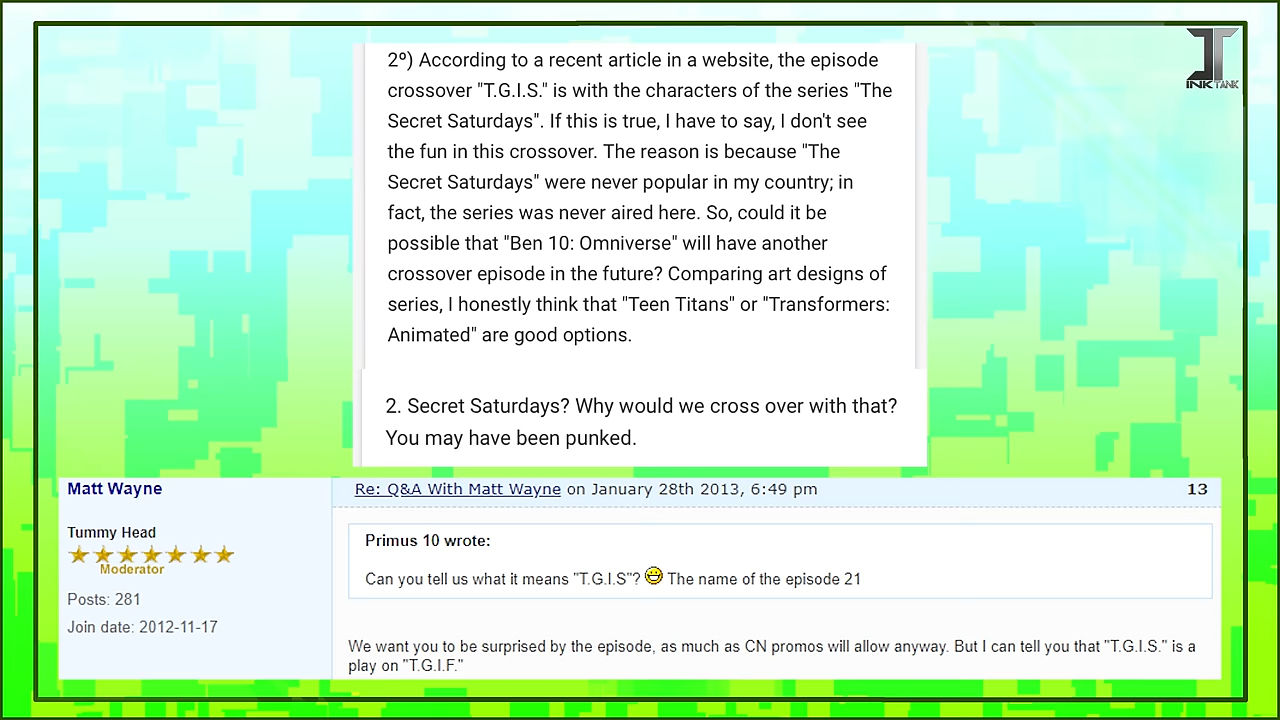 INKTANK
2º) According to a recent article in a website, the episode
crossover "T.G.I.S." is with the characters of the series "The
Secret Saturdays". If this is true, I have to say, I don't see
the fun in this crossover. The reason is because "The
Secret Saturdays" were never popular in my country; in
fact, the series was never aired here. So, could it be
possible that "Ben 10: Omniverse" will have another
crossover episode in the future? Comparing art designs of
series, I honestly think that "Teen Titans" or "Transformers:
Animated" are good options.
2. Secret Saturdays? Why would we cross over with that?
You may have been punked.
Matt Wayne
Tummy Head
Moderator
Posts: 281
Join date: 2012-11-17
Re: Q&A With Matt Wayne on January 28th 2013, 6:49 pm 13
Primus 10 wrote:
Can you tell us what it means "T.G.I.S"? The name of the episode 21
We want you to be surprised by the episode, as much as CN promos will allow anyway. But I can tell you that "T.G.I.S." is a
play on "T.G.I.F."